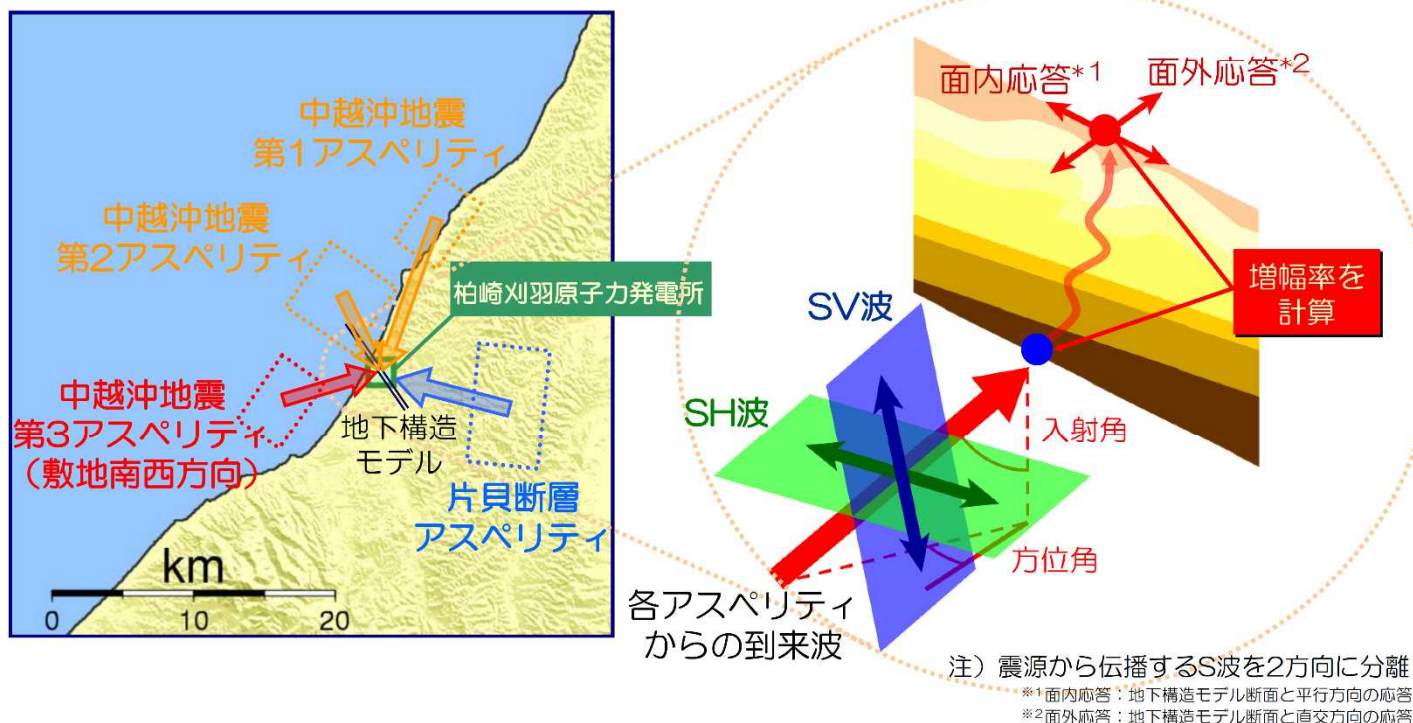 中越沖地震
第1アスペリティ
中越沖地震
第2アスペリティ
柏崎刈羽原子力発電所
中越沖地震
第3アスペリティ
（敷地南西方向）
地下構造
モデル
片貝断層
アスペリティ
km
0 10 20
面内応答*1
面外応答*2
増幅率を
計算
SV波
SH波
入射角
方位角
各アスペリティ
からの到来波
注）震源から伝播するS波を2方向に分離
※1面内応答：地下構造モデル断面と平行方向の応答
※2面外応答：地下構造モデル断面と直交方向の応答